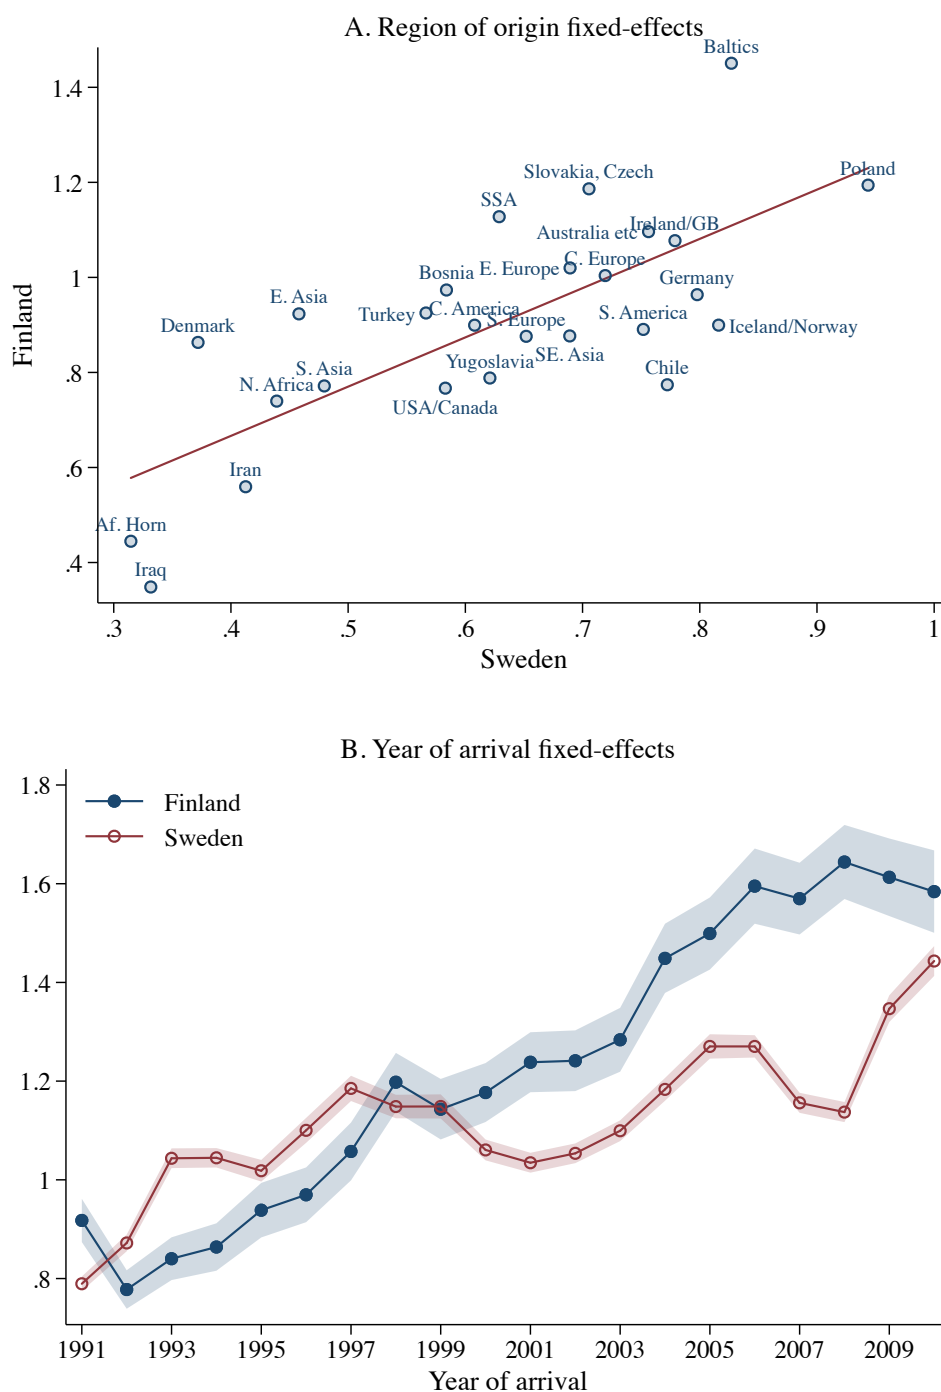 A. Region of origin fixed-effects
Baltics
1.4
Slovakia, Czech
Poland
1.2
SSA
Australia etc
Ireland/GB
E. Europe
C. Europe
1
Bosnia
Germany
E. Asia
Turkey
C. America
S. Europe
S. America
Denmark
Iceland/Norway
Finland
.8
S. Asia
Yugoslavia
SE. Asia
Chile
N. Africa
USA/Canada
.6
Iran
Af. Horn
.4
Iraq
.3 .4 .5 .6 .7 .8 .9 1
Sweden
B. Year of arrival fixed-effects
1.8
Finland
Sweden
1.6
1.4
1.2
1
.8
1991 1993 1995 1997 1999 2001 2003 2005 2007 2009
Year of arrival